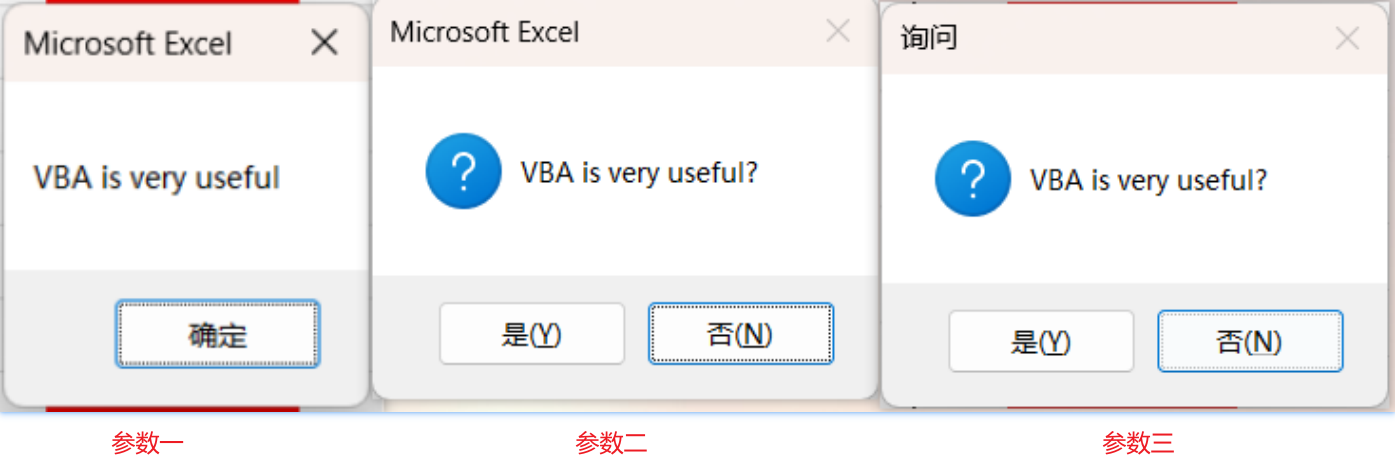 Microsoft Excel
VBA is very useful
确定
参数一
Microsoft Excel
VBA is very useful?
是(Y)
否(N)
参数二
询问
VBA is very useful?
是(Y)
否(N)
参数三